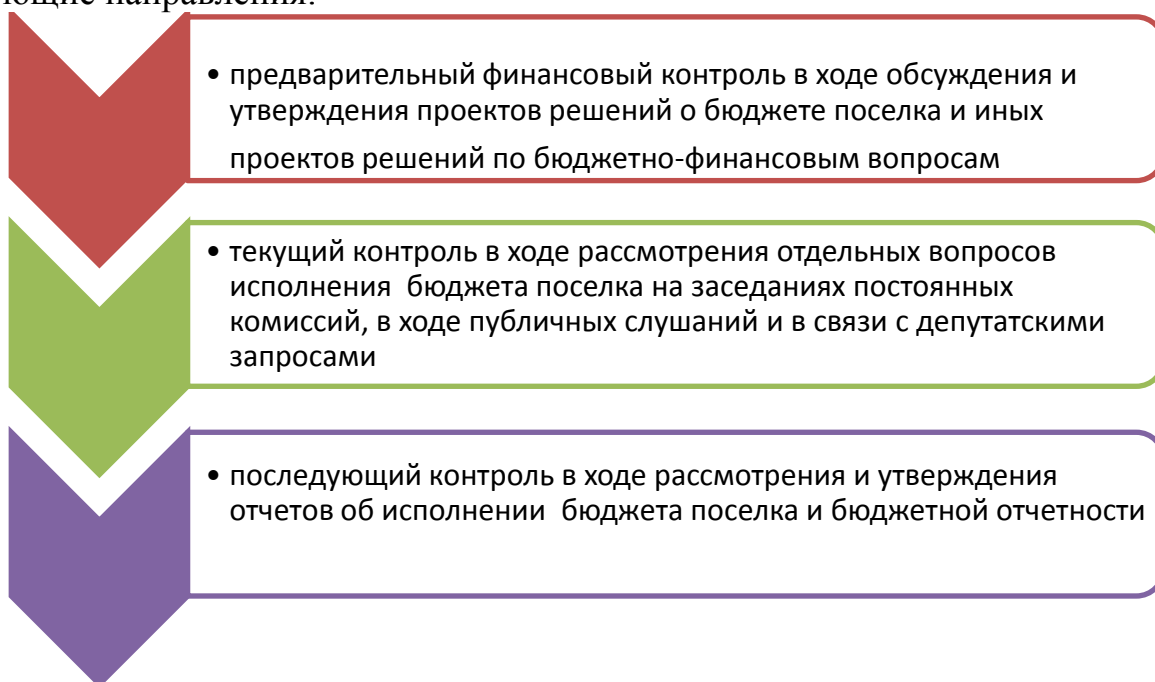 направления:
• предварительный финансовый контроль в ходе обсуждения и
утверждения проектов решений о бюджете поселка и иных
проектов решений по бюджетно-финансовым вопросам
• текущий контроль в ходе рассмотрения отдельных вопросов
исполнения бюджета поселка на заседаниях постоянных
комиссий, в ходе публичных слушаний и в связи с депутатскими
запросами
• последующий контроль в ходе рассмотрения и утверждения
отчетов об исполнении бюджета поселка и бюджетной отчетности